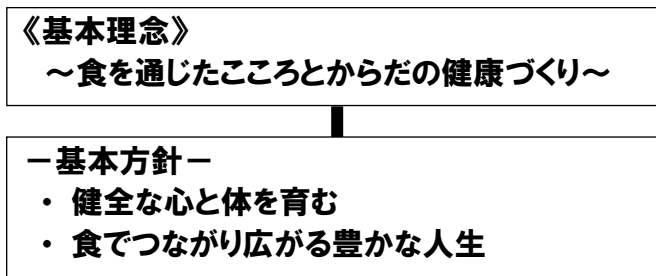 《基本理念》
～食を通じたこころとからだの健康づくり～
－基本方針－
・ 健全な心と体を育む
・ 食でつながり広がる豊かな人生